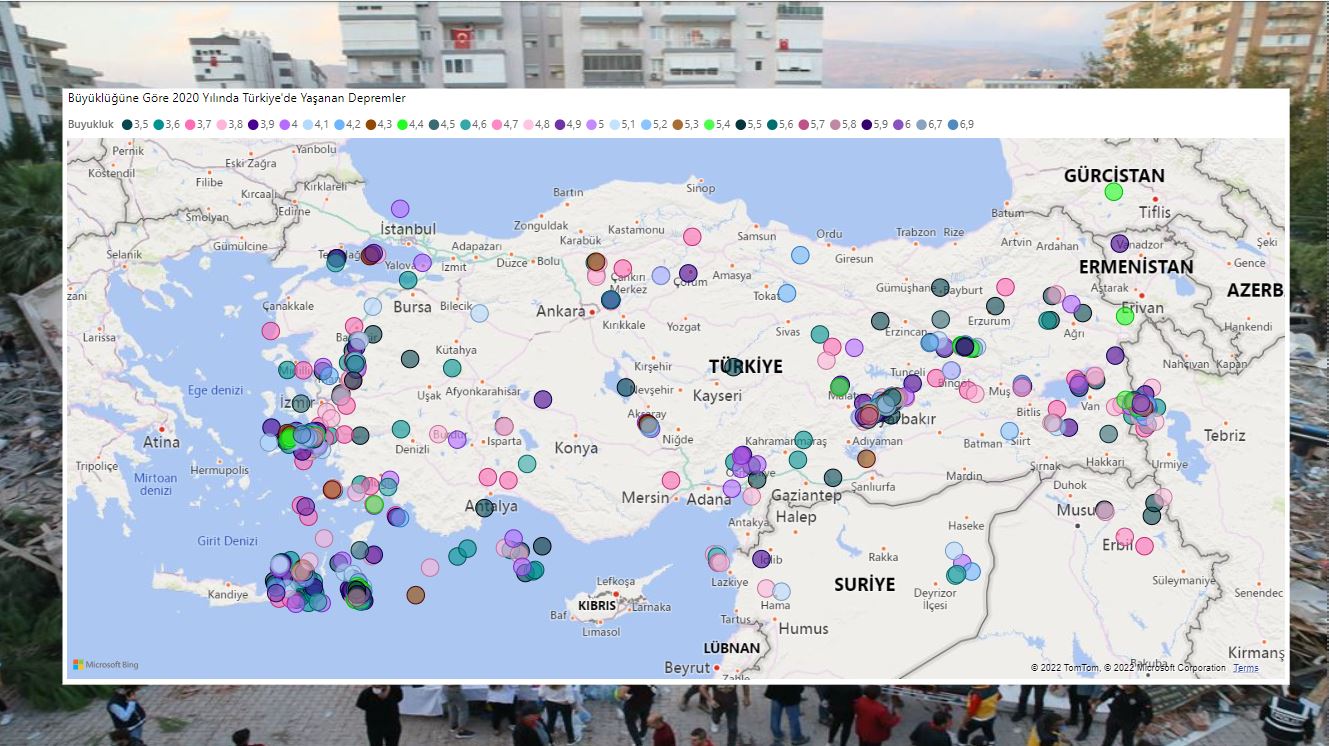 Büyüklüğüne Göre 2020 Yılında Türkiye'de Yaşanan Depremler
Buyukluk 3,5 3,6 3,7 3,8 3,9 4 4,1 4,2 4,3 4,4 4,5 4,6 4,7 4,8 4,9 5 5,1 5,2 5,3 5,4 5,5 5,6 5,7 5,8 5,9 6 6,7 6,9
Pernik
Yanbolu
Eski Zağra
Köstendil
Filibe
Kırcaali
Kırklareli
Smolyan
Edirne
Gümülcine
Selanik
İstanbul
Adapazarı
Yalova
İzmit
Düzce
Bolu
Zonguldak
Bartın
Karabük
Kastamonu
Sinop
Samsun
Ordu
Giresun
Trabzon
Rize
Batum
Artvin
Ardahan
GÜRCİSTAN
Tiflis
Vanadzor
Şeki
Gence
ERMENİSTAN
AZERB
Aştarak
Erivan
Hankendi
Nahçıvan
Kapan
Çanakkale
Bursa
Bilecik
Ankara
Çankırı
Merkez
Kırıkkale
Çorum
Amasya
Tokat
Yozgat
Sivas
Gümüşhane
Bayburt
Erzincan
Erzurum
Ağrı
Larissa
Ege denizi
Kütahya
Uşak
Afyonkarahisar
Kırşehir
Nevşehir
TÜRKİYE
Kayseri
Tunceli
Bingöl
Muş
Bitlis
Van
İzmir
Atina
Aksaray
Niğde
Konya
Isparta
Burdur
Denizli
Kahramanmaraş
Adıyaman
Batman
Siirt
Şırnak
Hakkari
Tebriz
Urmiye
Tripoliçe
Hermupolis
Mirtoan
denizi
Antalya
Mersin
Adana
Gaziantep
Şanlıurfa
Mardin
Duhok
Girit Denizi
Kandiye
Antakya
Halep
Haseke
Rakka
İdlib
Lazkiye
Hama
SURİYE
Deyrizor
İlçesi
Erbil
Süleymaniye
Senendec
Lefkoşa
KIBRIS
Larnaka
Baf
Limasol
Tartus
Humus
LÜBNAN
Beyrut
Bakuba
Kirmanş
Microsoft Bing
© 2022 TomTom, © 2022 Microsoft Corporation Terms